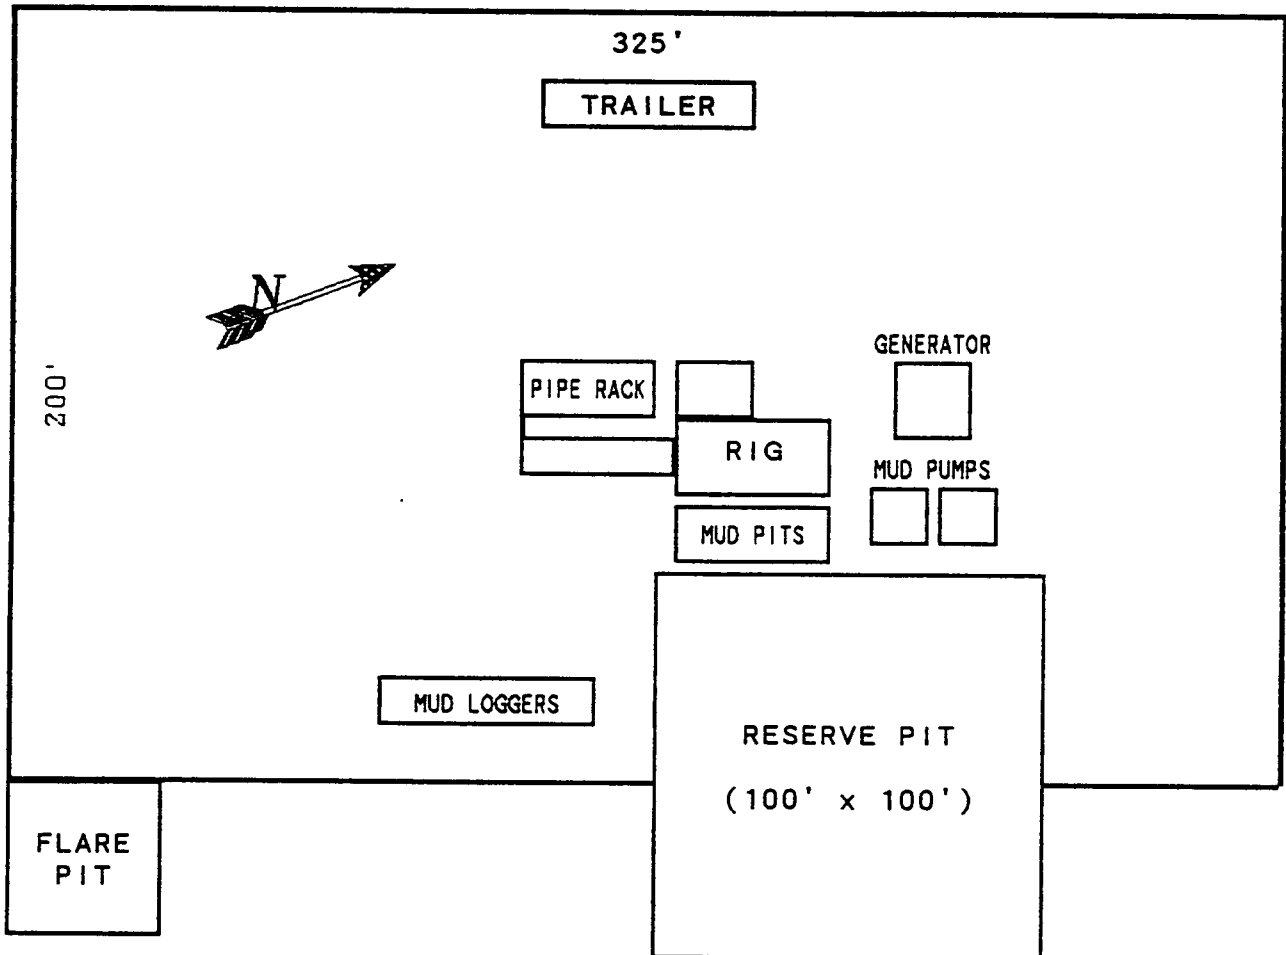 325'
TRAILER
N
GENERATOR
200'
PIPE RACK
RIG
MUD PUMPS
MUD PITS
MUD LOGGERS
RESERVE PIT
(100' x 100')
FLARE
PIT